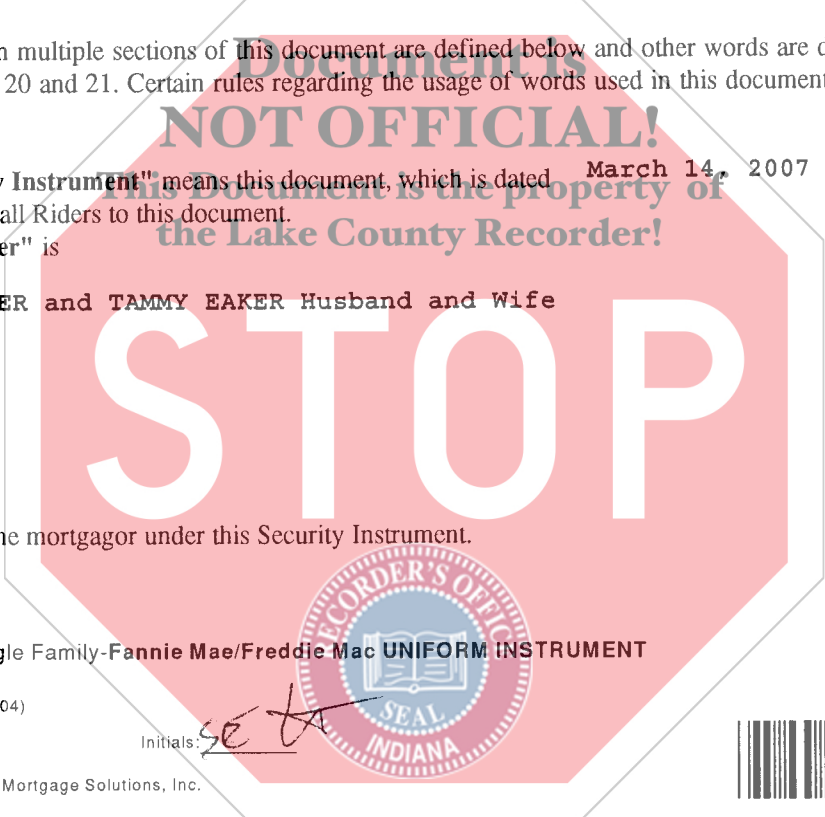 n multiple sections of this document are defined below and other words are d
Document is
20 and 21. Certain rules regarding the usage of words used in this document
NOT OFFICIAL!
y Instrument" means this document, which is dated March 14, 2007
This Document is the property of
all Riders to this document.
the Lake County Recorder!
er" is
ER and TAMMY EAKER Husband and Wife
STOP
he mortgagor under this Security Instrument.
RECORDER'S OFFICE
gle Family-Fannie Mae/Freddie Mac UNIFORM INSTRUMENT
04)
SEAL
Initials: SE
INDIANA
Mortgage Solutions, Inc.